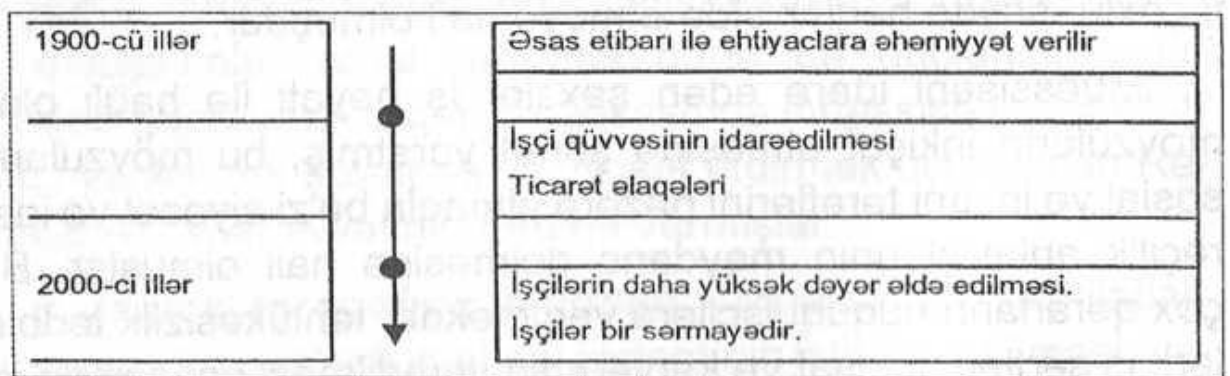 1900-cü illər
Əsas etibarı ilə ehtiyaclara əhəmiyyət verilir
İşçi qüvvəsinin idarəedilməsi
Ticarət əlaqələri
2000-ci illər
İşçilərin daha yüksək dəyər əldə edilməsi.
İşçilər bir sərmayədir.